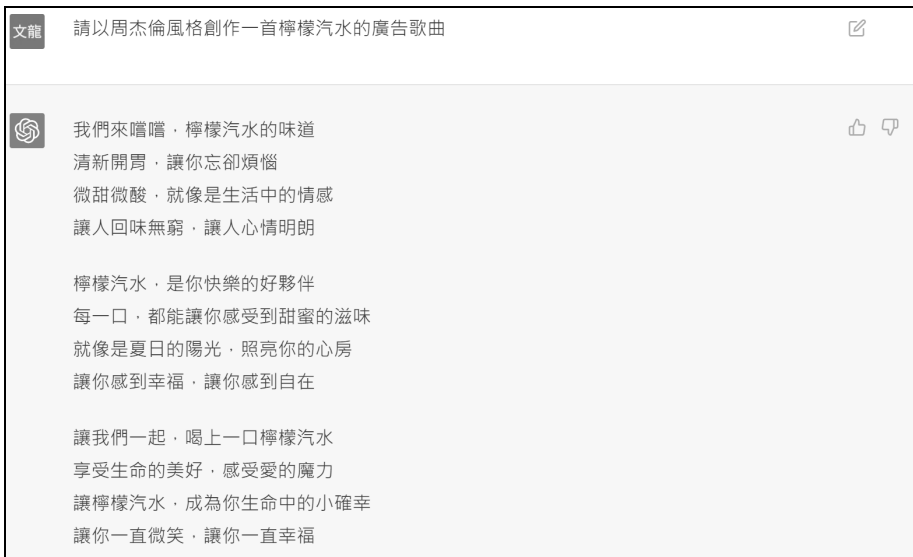 文龍
請以周杰倫風格創作一首檸檬汽水的廣告歌曲
我們來嚐嚐，檸檬汽水的味道
清新開胃，讓你忘卻煩惱
微甜微酸，就像是生活中的情感
讓人回味無窮，讓人心情明朗
檸檬汽水，是你快樂的好夥伴
每一口，都能讓你感受到甜蜜的滋味
就像是夏日的陽光，照亮你的心房
讓你感到幸福，讓你感到自在
讓我們一起，喝上一口檸檬汽水
享受生命的美好，感受愛的魔力
讓檸檬汽水，成為你生命中的小確幸
讓你一直微笑，讓你一直幸福